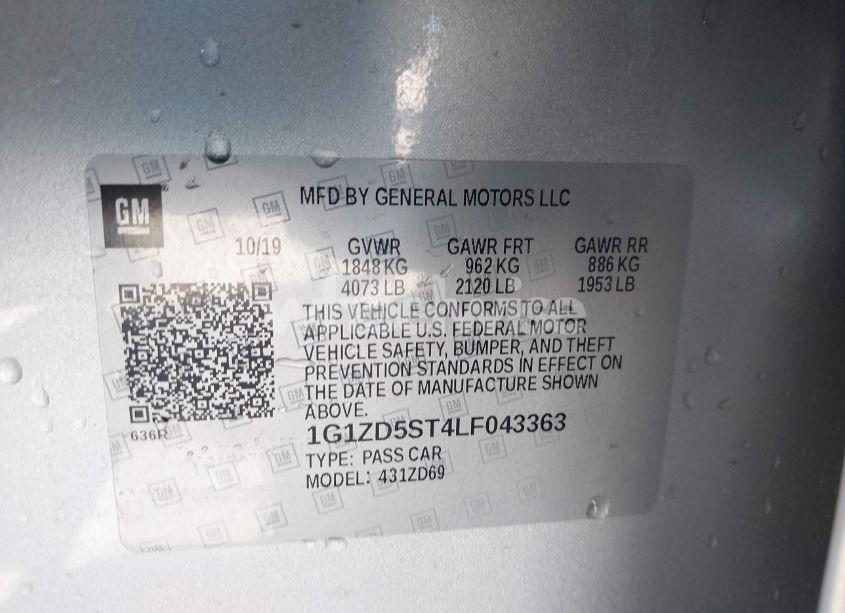 GM
MFD BY GENERAL MOTORS LLC
10/19 GVWR GAWR FRT GAWR RR
1848 KG 962 KG 886 KG
4073 LB 2120 LB 1953 LB
THIS VEHICLE CONFORMS TO ALL
APPLICABLE U.S. FEDERAL MOTOR
VEHICLE SAFETY, BUMPER, AND THEFT
PREVENTION STANDARDS IN EFFECT ON
THE DATE OF MANUFACTURE SHOWN
ABOVE.
636R
1G1ZD5ST4LF043363
TYPE: PASS CAR
MODEL: 431ZD69